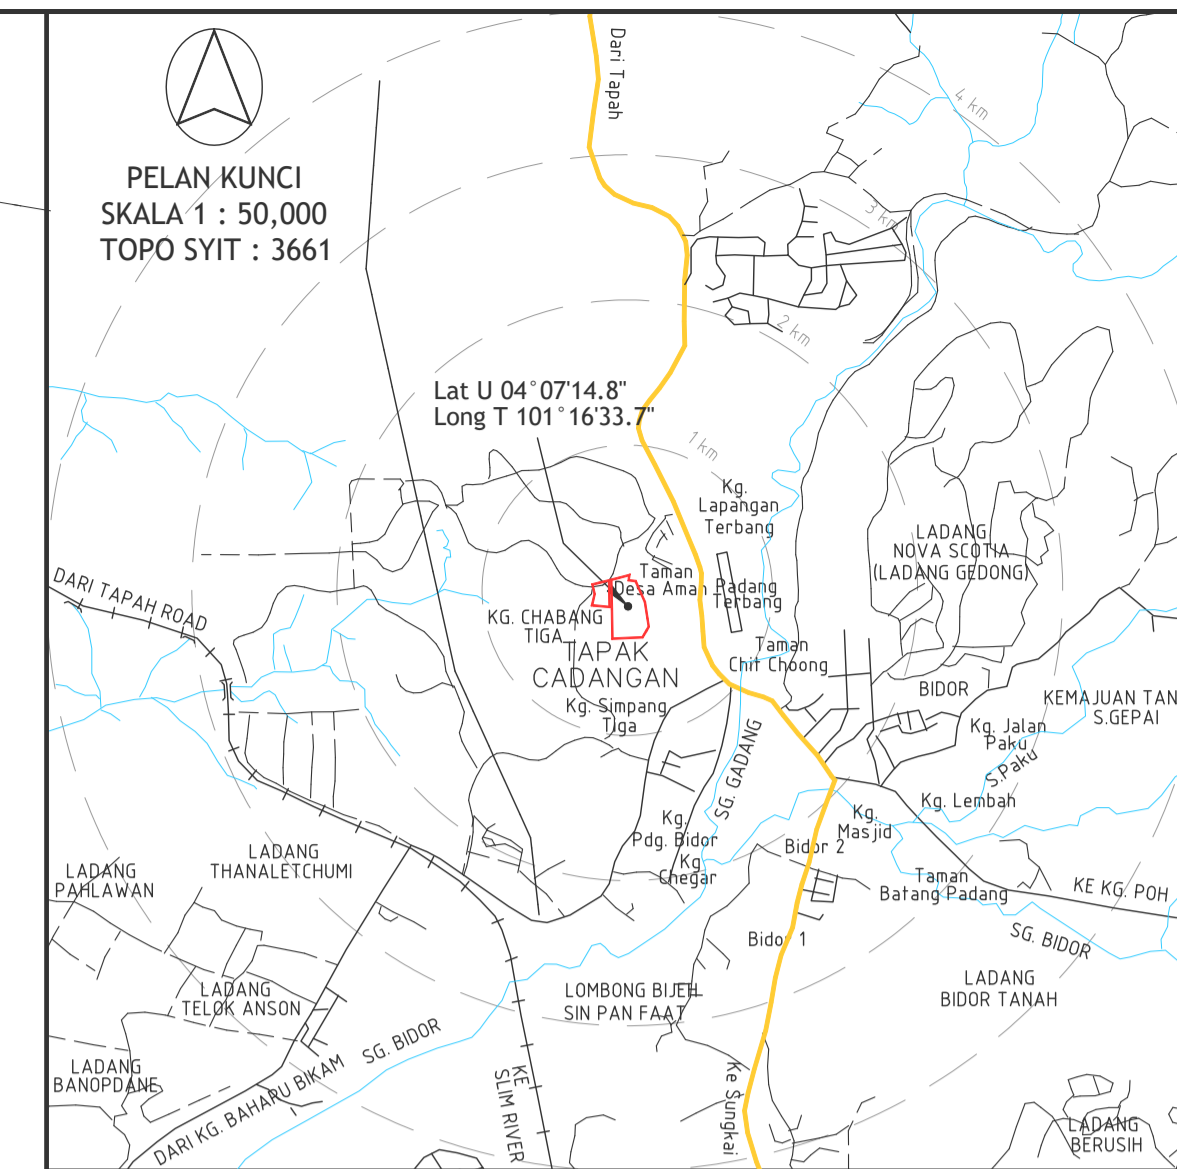 PELAN KUNCI
SKALA 1 : 50,000
TOPO SYIT : 3661
Dari Tapah
4 km
3 km
2 km
1 km
Lat U 04°07'14.8"
Long T 101°16'33.7"
Kg.
Lapangan
Terbang
LADANG
NOVA SCOTIA
(LADANG GEDONG)
Taman
Desa Aman
Padang
Terbang
DARI TAPAH ROAD
KG. CHABANG
TIGA
TAPAK
CADANGAN
Taman
Chit Choong
BIDOR
Kg. Simpang
Tiga
KEMAJUAN TAN
S.GEPAI
Kg. Jalan
Paku
S.Paku
SG. GADANG
Kg. Lembah
Kg.
Masjid
Kg.
Pdg. Bidor
Kg
Chegar
Bidor 2
LADANG
THANALETCHUMI
LADANG
PAHLAWAN
Taman
Batang Padang
KE KG. POH
Bidor 1
SG. BIDOR
LADANG
TELOK ANSON
LOMBONG BIJEH
SIN PAN FAAT
LADANG
BIDOR TANAH
SG. BIDOR
LADANG
BANOPDANE
DARI KG. BAHARU BIKAM
KE
SLIM RIVER
Ke Sungkai
LADANG
BERUSIH